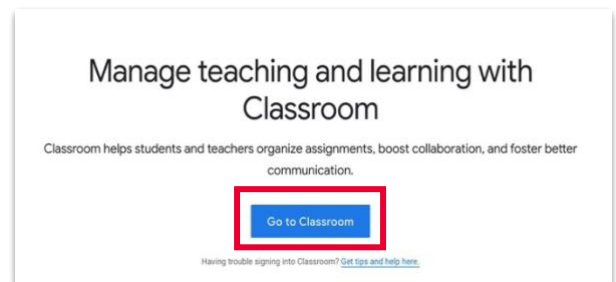 Manage teaching and learning with
Classroom
Classroom helps students and teachers organize assignments, boost collaboration, and foster better
communication.
Go to Classroom
Having trouble signing into Classroom? Get tips and help here.